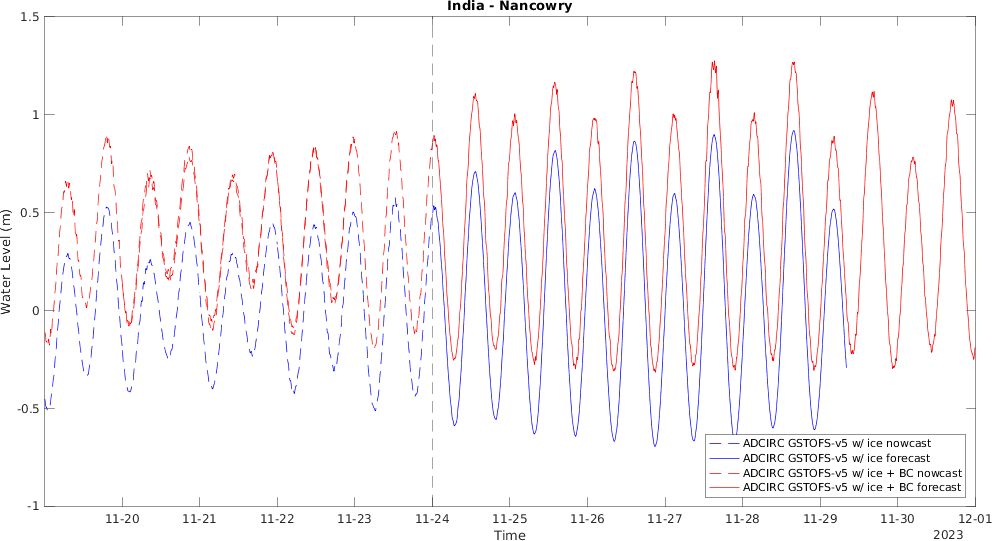 India - Nancowry
1.5
1
0.5
0
-0.5
-1
Water Level (m)
11-20 11-21 11-22 11-23 11-24 11-25 11-26 11-27 11-28 11-29 11-30 12-01
Time
2023
ADCIRC GSTOFS-v5 w/ ice nowcast
ADCIRC GSTOFS-v5 w/ ice forecast
ADCIRC GSTOFS-v5 w/ ice + BC nowcast
ADCIRC GSTOFS-v5 w/ ice + BC forecast